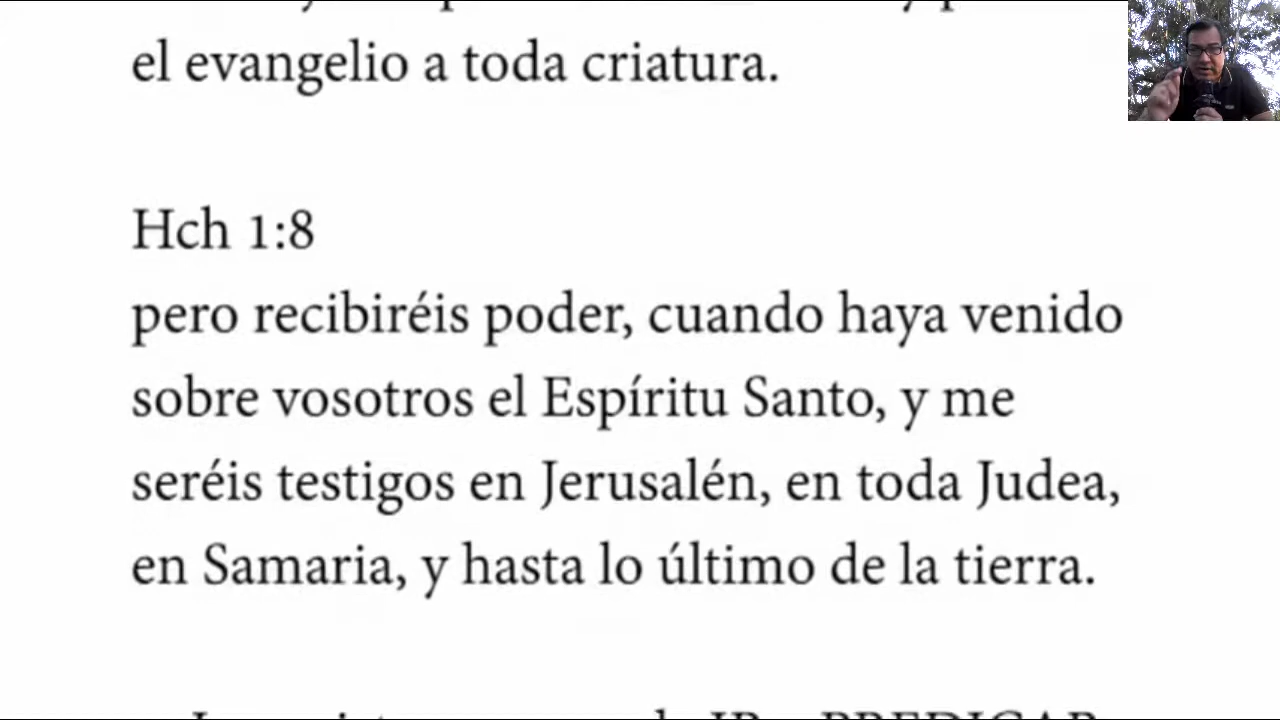 el evangelio a toda criatura.
Hch 1:8
pero recibiréis poder, cuando haya venido
sobre vosotros el Espíritu Santo, y me
seréis testigos en Jerusalén, en toda Judea,
en Samaria, y hasta lo último de la tierra.